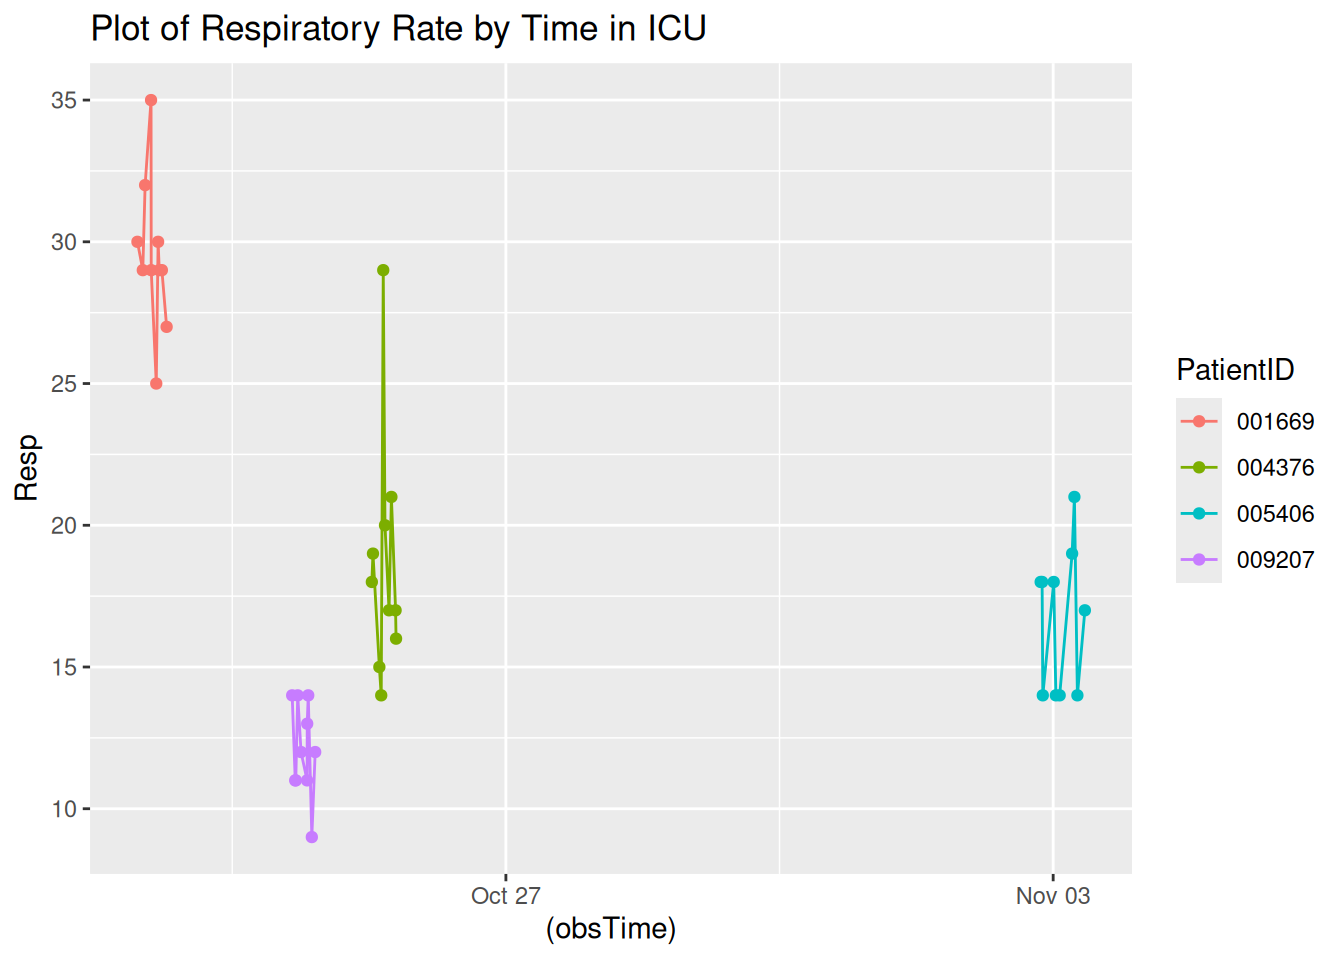 Plot of Respiratory Rate by Time in ICU
35
30
25
20
15
10
Resp
Oct 27
Nov 03
(obsTime)
PatientID
001669
004376
005406
009207